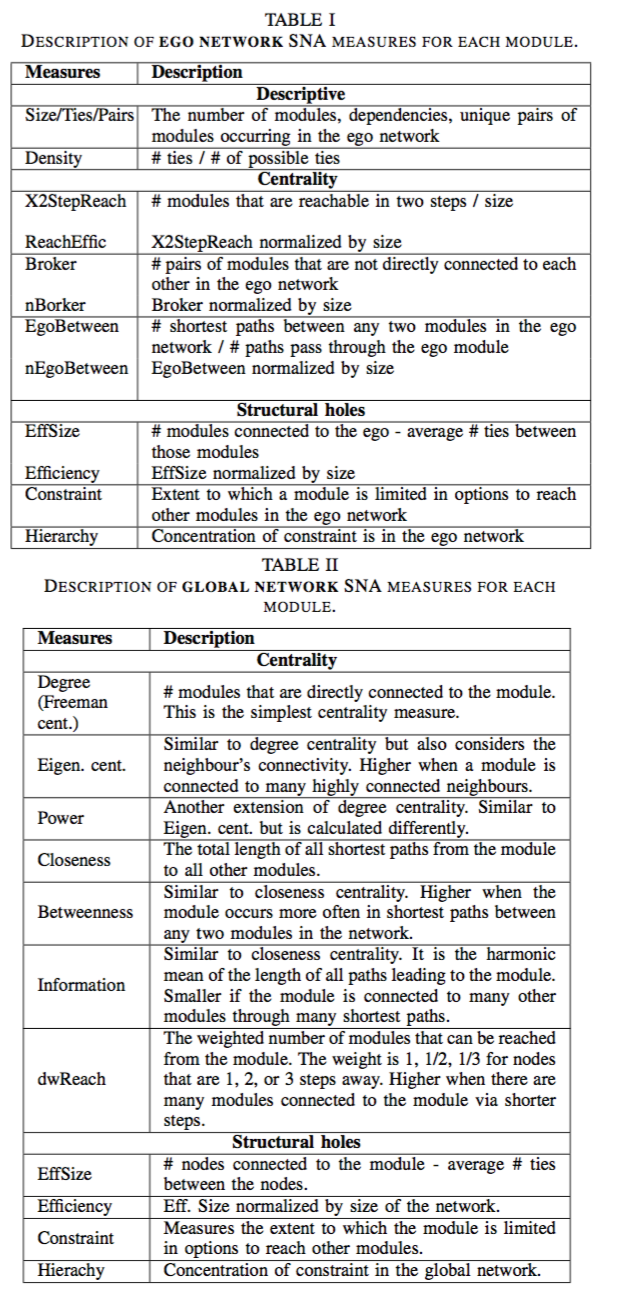 TABLE I
DESCRIPTION OF EGO NETWORK SNA MEASURES FOR EACH MODULE.
Measures Description
Descriptive
Size/Ties/Pairs The number of modules, dependencies, unique pairs of
modules occurring in the ego network
Density # ties / # of possible ties
Centrality
X2StepReach # modules that are reachable in two steps / size
ReachEffic X2StepReach normalized by size
Broker # pairs of modules that are not directly connected to each
other in the ego network
nBorker Broker normalized by size
EgoBetween # shortest paths between any two modules in the ego
network / # paths pass through the ego module
nEgoBetween EgoBetween normalized by size
Structural holes
EffSize # modules connected to the ego - average # ties between
those modules
Efficiency EffSize normalized by size
Constraint Extent to which a module is limited in options to reach
other modules in the ego network
Hierarchy Concentration of constraint is in the ego network
TABLE II
DESCRIPTION OF GLOBAL NETWORK SNA MEASURES FOR EACH
MODULE.
Measures Description
Centrality
Degree
(Freeman
cent.)
# modules that are directly connected to the module.
This is the simplest centrality measure.
Eigen. cent.
Similar to degree centrality but also considers the
neighbour's connectivity. Higher when a module is
connected to many highly connected neighbours.
Power
Another extension of degree centrality. Similar to
Eigen. cent. but is calculated differently.
Closeness
The total length of all shortest paths from the module
to all other modules.
Betweenness
Similar to closeness centrality. Higher when the
module occurs more often in shortest paths between
any two modules in the network.
Information
Similar to closeness centrality. It is the harmonic
mean of the length of all paths leading to the module.
Smaller if the module is connected to many other
modules through many shortest paths.
dwReach
The weighted number of modules that can be reached
from the module. The weight is 1, 1/2, 1/3 for nodes
that are 1, 2, or 3 steps away. Higher when there are
many modules connected to the module via shorter
steps.
Structural holes
EffSize
# nodes connected to the module - average # ties
between the nodes.
Efficiency Eff. Size normalized by size of the network.
Constraint
Measures the extent to which the module is limited
in options to reach other modules.
Hierachy Concentration of constraint in the global network.